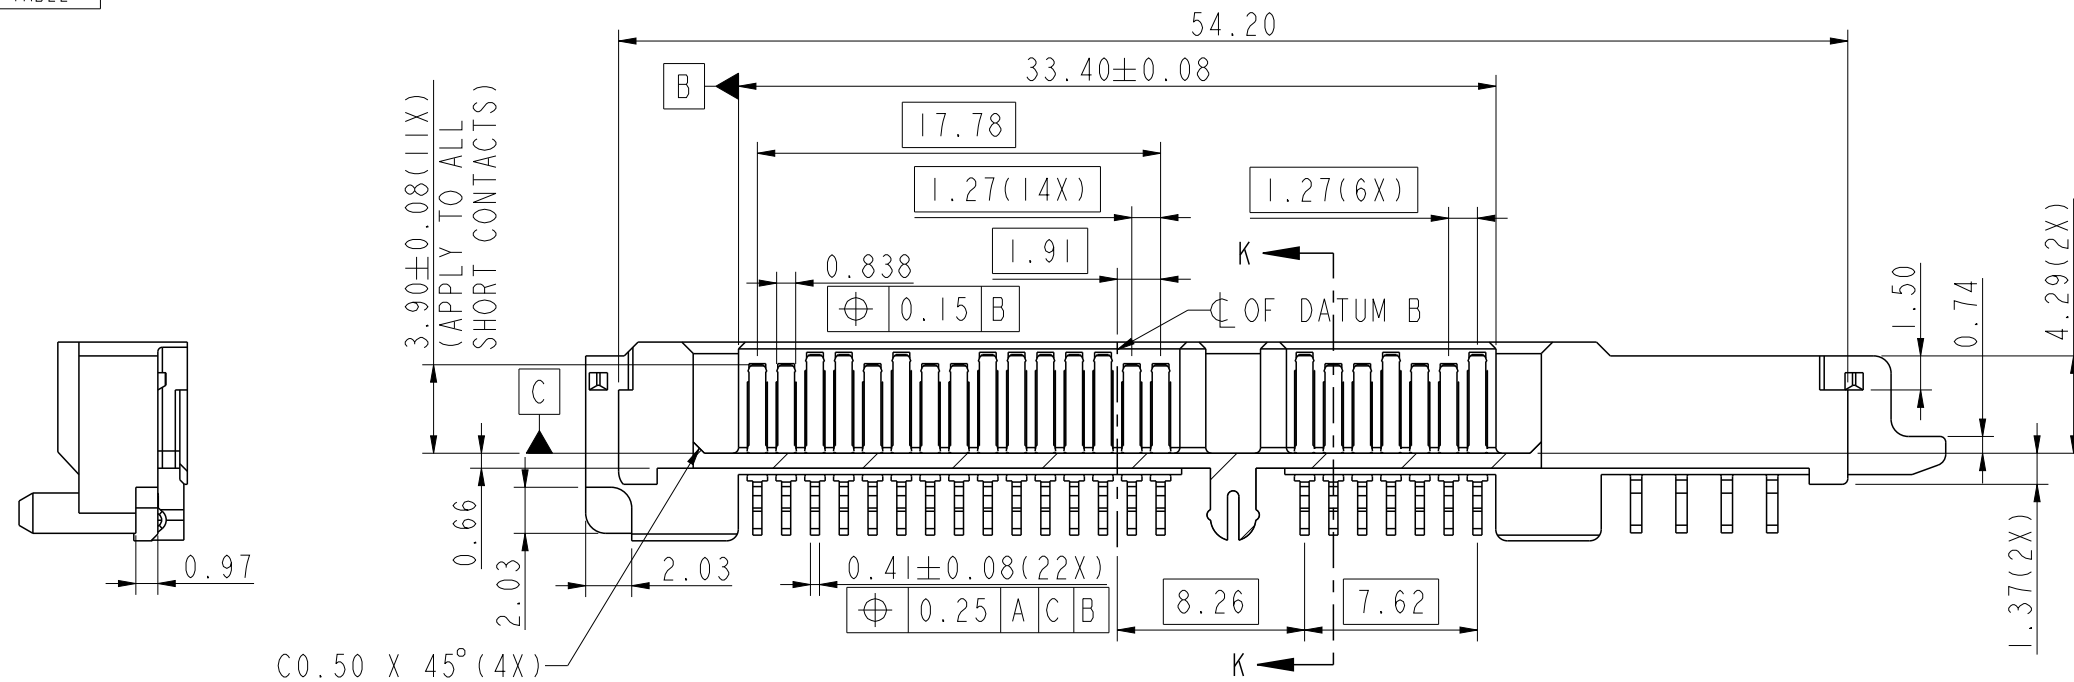 54.20
33.40±0.08
B
17.78
1.27(14X)
1.27(6X)
1.91
K
0.838
⌖ 0.15 B
℄ OF DATUM B
3.90±0.08(11X)
(APPLY TO ALL
SHORT CONTACTS)
C
1.50
0.74
4.29(2X)
0.66
2.03
0.97
2.03
0.41±0.08(22X)
⌖ 0.25 A C B
8.26
7.62
1.37(2X)
C0.50 X 45°(4X)
K